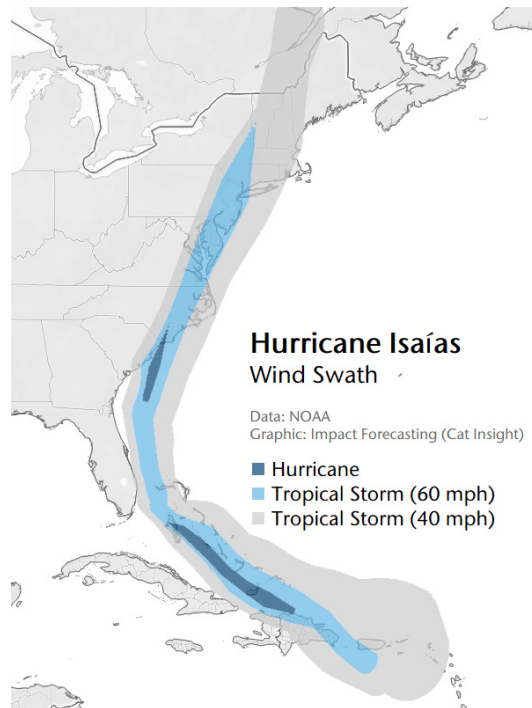 Hurricane Isaías
Wind Swath
Data: NOAA
Graphic: Impact Forecasting (Cat Insight)
Hurricane
Tropical Storm (60 mph)
Tropical Storm (40 mph)